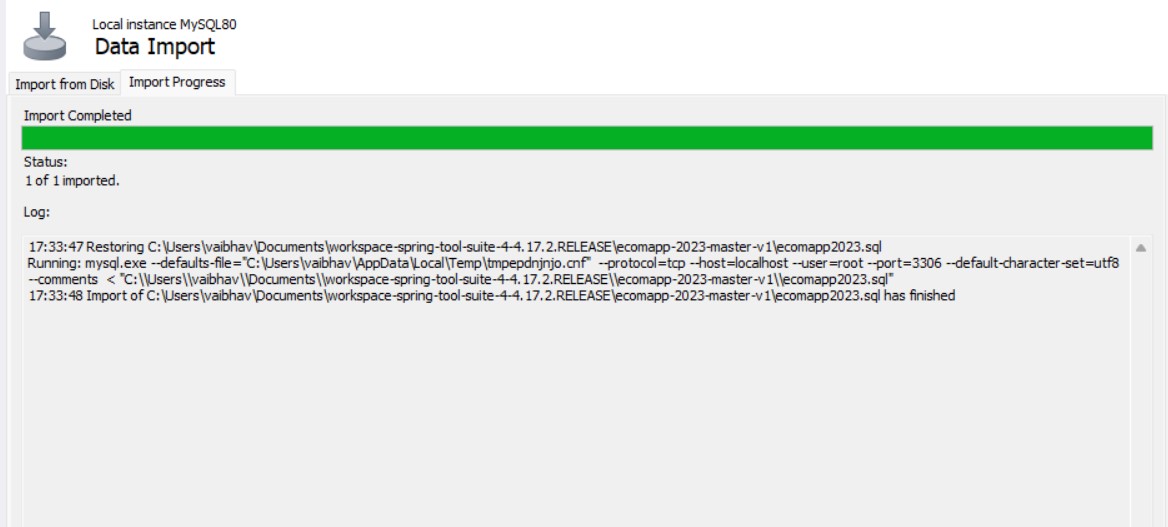 Local instance MySQL80
Data Import
Import from Disk Import Progress
Import Completed
Status:
1 of 1 imported.
Log:
17:33:47 Restoring C:\Users\vaibhav\Documents\workspace-spring-tool-suite-4-4.17.2.RELEASE\ecomapp-2023-master-v1\ecomapp2023.sql
Running: mysql.exe --defaults-file="C:\Users\vaibhav\AppData\Local\Temp\tmpepdnjnjo.cnf" --protocol=tcp --host=localhost --user=root --port=3306 --default-character-set=utf8
--comments < "C:\\Users\\vaibhav\\Documents\\workspace-spring-tool-suite-4-4.17.2.RELEASE\\ecomapp-2023-master-v1\\ecomapp2023.sql"
17:33:48 Import of C:\Users\vaibhav\Documents\workspace-spring-tool-suite-4-4.17.2.RELEASE\ecomapp-2023-master-v1\ecomapp2023.sql has finished